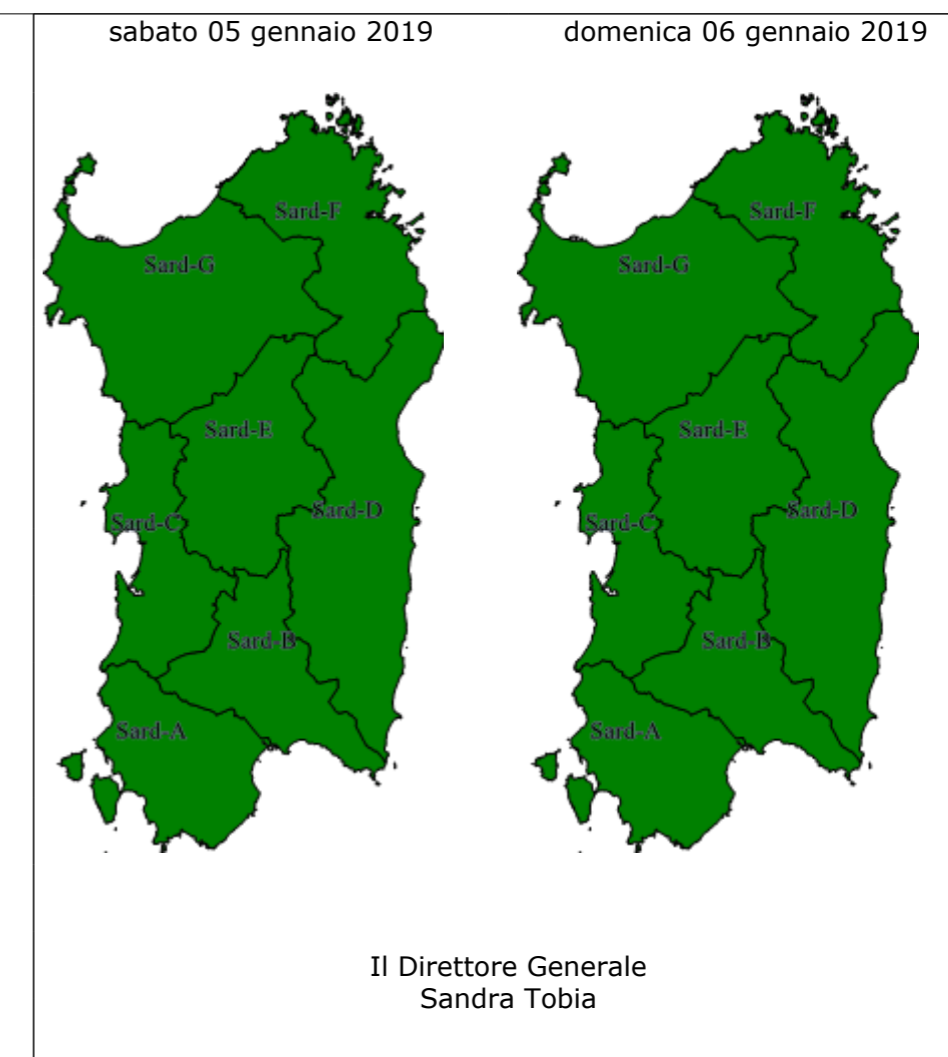 sabato 05 gennaio 2019
domenica 06 gennaio 2019
Sard-F
Sard-G
Sard-E
Sard-D
Sard-C
Sard-B
Sard-A
Sard-F
Sard-G
Sard-E
Sard-D
Sard-C
Sard-B
Sard-A
Il Direttore Generale
Sandra Tobia